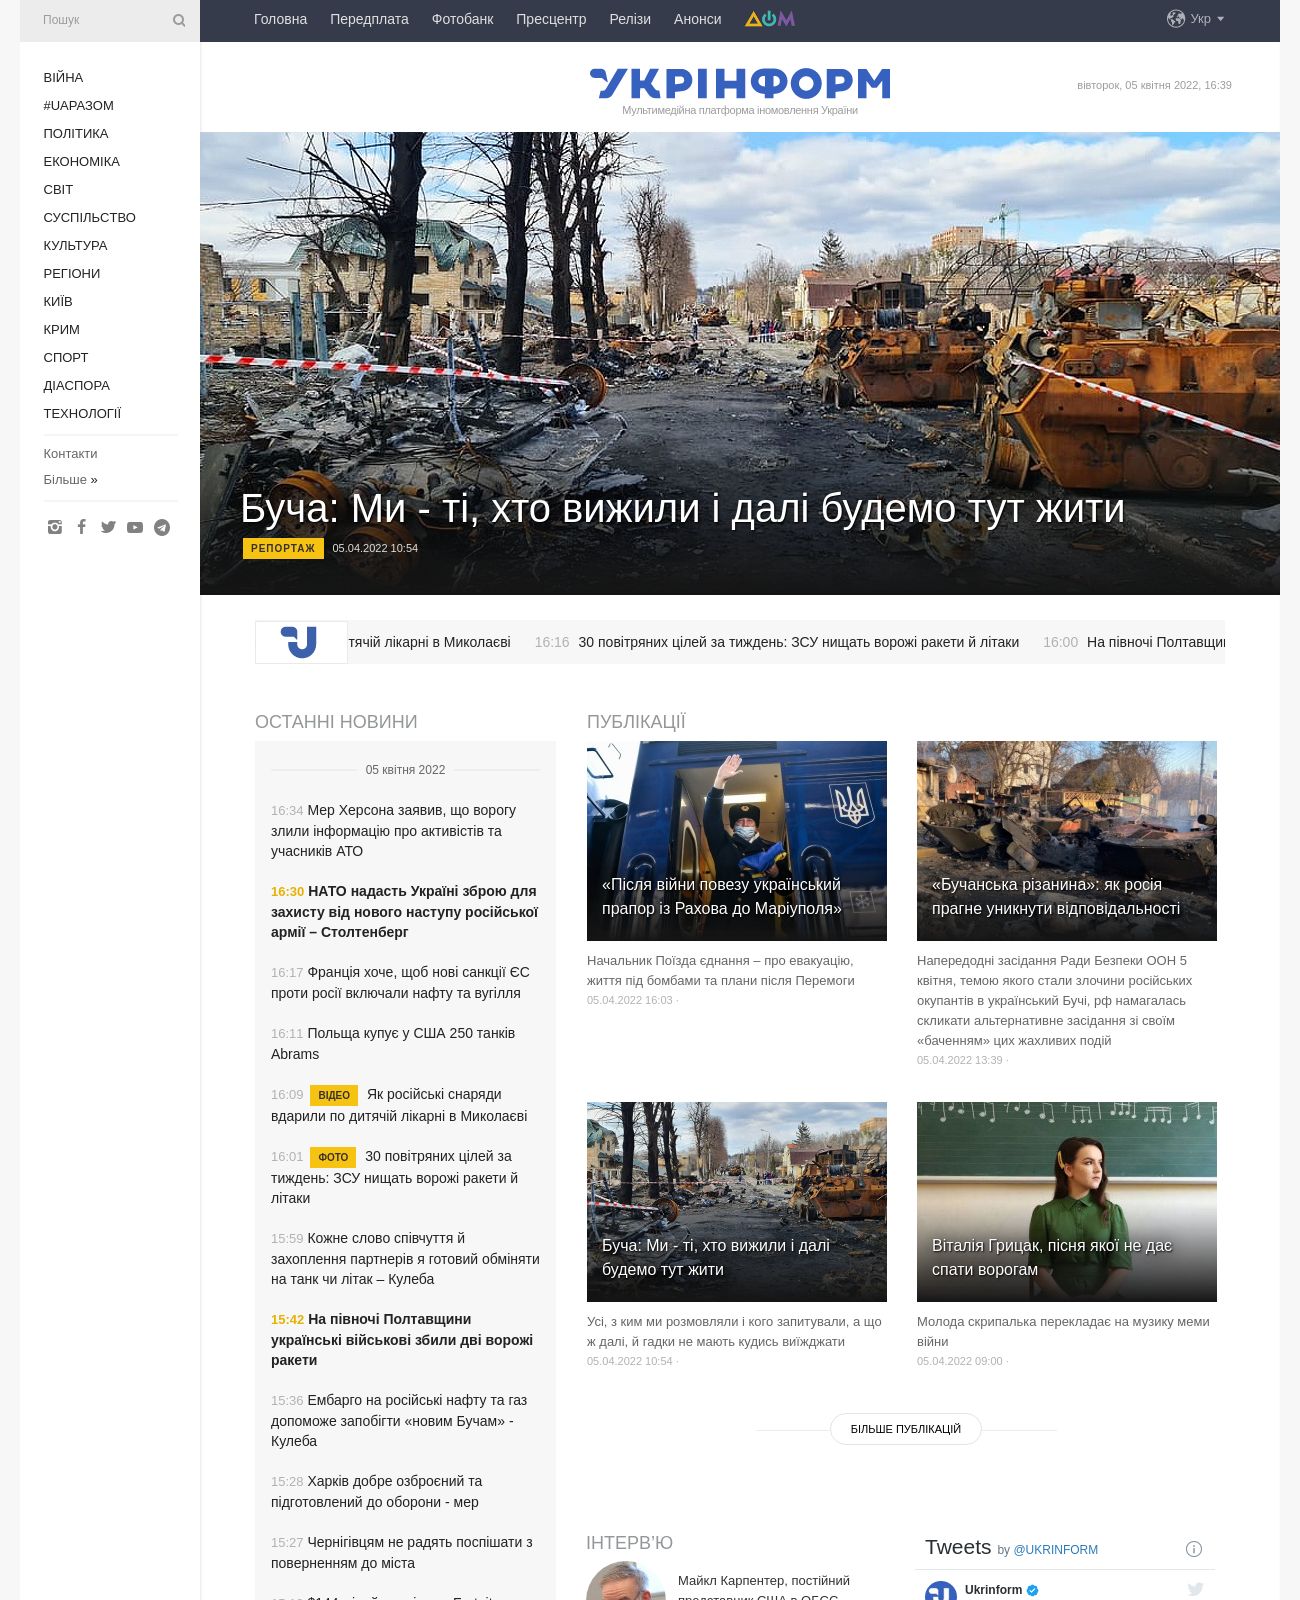 Пошук
Головна
Передплата
Фотобанк
Пресцентр
Релізи
Анонси
ДОМ
Укр
ВІЙНА
#UAРАЗОМ
ПОЛІТИКА
ЕКОНОМІКА
СВІТ
СУСПІЛЬСТВО
КУЛЬТУРА
РЕГІОНИ
КИЇВ
КРИМ
СПОРТ
ДІАСПОРА
ТЕХНОЛОГІЇ
Контакти
Більше »
УКРІНФОРМ
Мультимедійна платформа іномовлення України
вівторок, 05 квітня 2022, 16:39
Буча: Ми - ті, хто вижили і далі будемо тут жити
РЕПОРТАЖ 05.04.2022 10:54
тячій лікарні в Миколаєві 16:16 30 повітряних цілей за тиждень: ЗСУ нищать ворожі ракети й літаки 16:00 На півночі Полтавщин
ОСТАННІ НОВИНИ
05 квітня 2022
16:34 Мер Херсона заявив, що ворогу
злили інформацію про активістів та
учасників АТО
16:30 НАТО надасть Україні зброю для
захисту від нового наступу російської
армії – Столтенберг
16:17 Франція хоче, щоб нові санкції ЄС
проти росії включали нафту та вугілля
16:11 Польща купує у США 250 танків
Abrams
16:09 ВІДЕО Як російські снаряди
вдарили по дитячій лікарні в Миколаєві
16:01 ФОТО 30 повітряних цілей за
тиждень: ЗСУ нищать ворожі ракети й
літаки
15:59 Кожне слово співчуття й
захоплення партнерів я готовий обміняти
на танк чи літак – Кулеба
15:42 На півночі Полтавщини
українські військові збили дві ворожі
ракети
15:36 Ембарго на російські нафту та газ
допоможе запобігти «новим Бучам» -
Кулеба
15:28 Харків добре озброєний та
підготовлений до оборони - мер
15:27 Чернігівцям не радять поспішати з
поверненням до міста
ПУБЛІКАЦІЇ
«Після війни повезу український
прапор із Рахова до Маріуполя»
Начальник Поїзда єднання – про евакуацію,
життя під бомбами та плани після Перемоги
05.04.2022 16:03 ·
«Бучанська різанина»: як росія
прагне уникнути відповідальності
Напередодні засідання Ради Безпеки ООН 5
квітня, темою якого стали злочини російських
окупантів в український Бучі, рф намагалась
скликати альтернативне засідання зі своїм
«баченням» цих жахливих подій
05.04.2022 13:39 ·
Буча: Ми - ті, хто вижили і далі
будемо тут жити
Усі, з ким ми розмовляли і кого запитували, а що
ж далі, й гадки не мають кудись виїжджати
05.04.2022 10:54 ·
Віталія Грицак, пісня якої не дає
спати ворогам
Молода скрипалька перекладає на музику меми
війни
05.04.2022 09:00 ·
БІЛЬШЕ ПУБЛІКАЦІЙ
ІНТЕРВ'Ю
Майкл Карпентер, постійний
представник США в ОБСЄ
Tweets by @UKRINFORM
Ukrinform